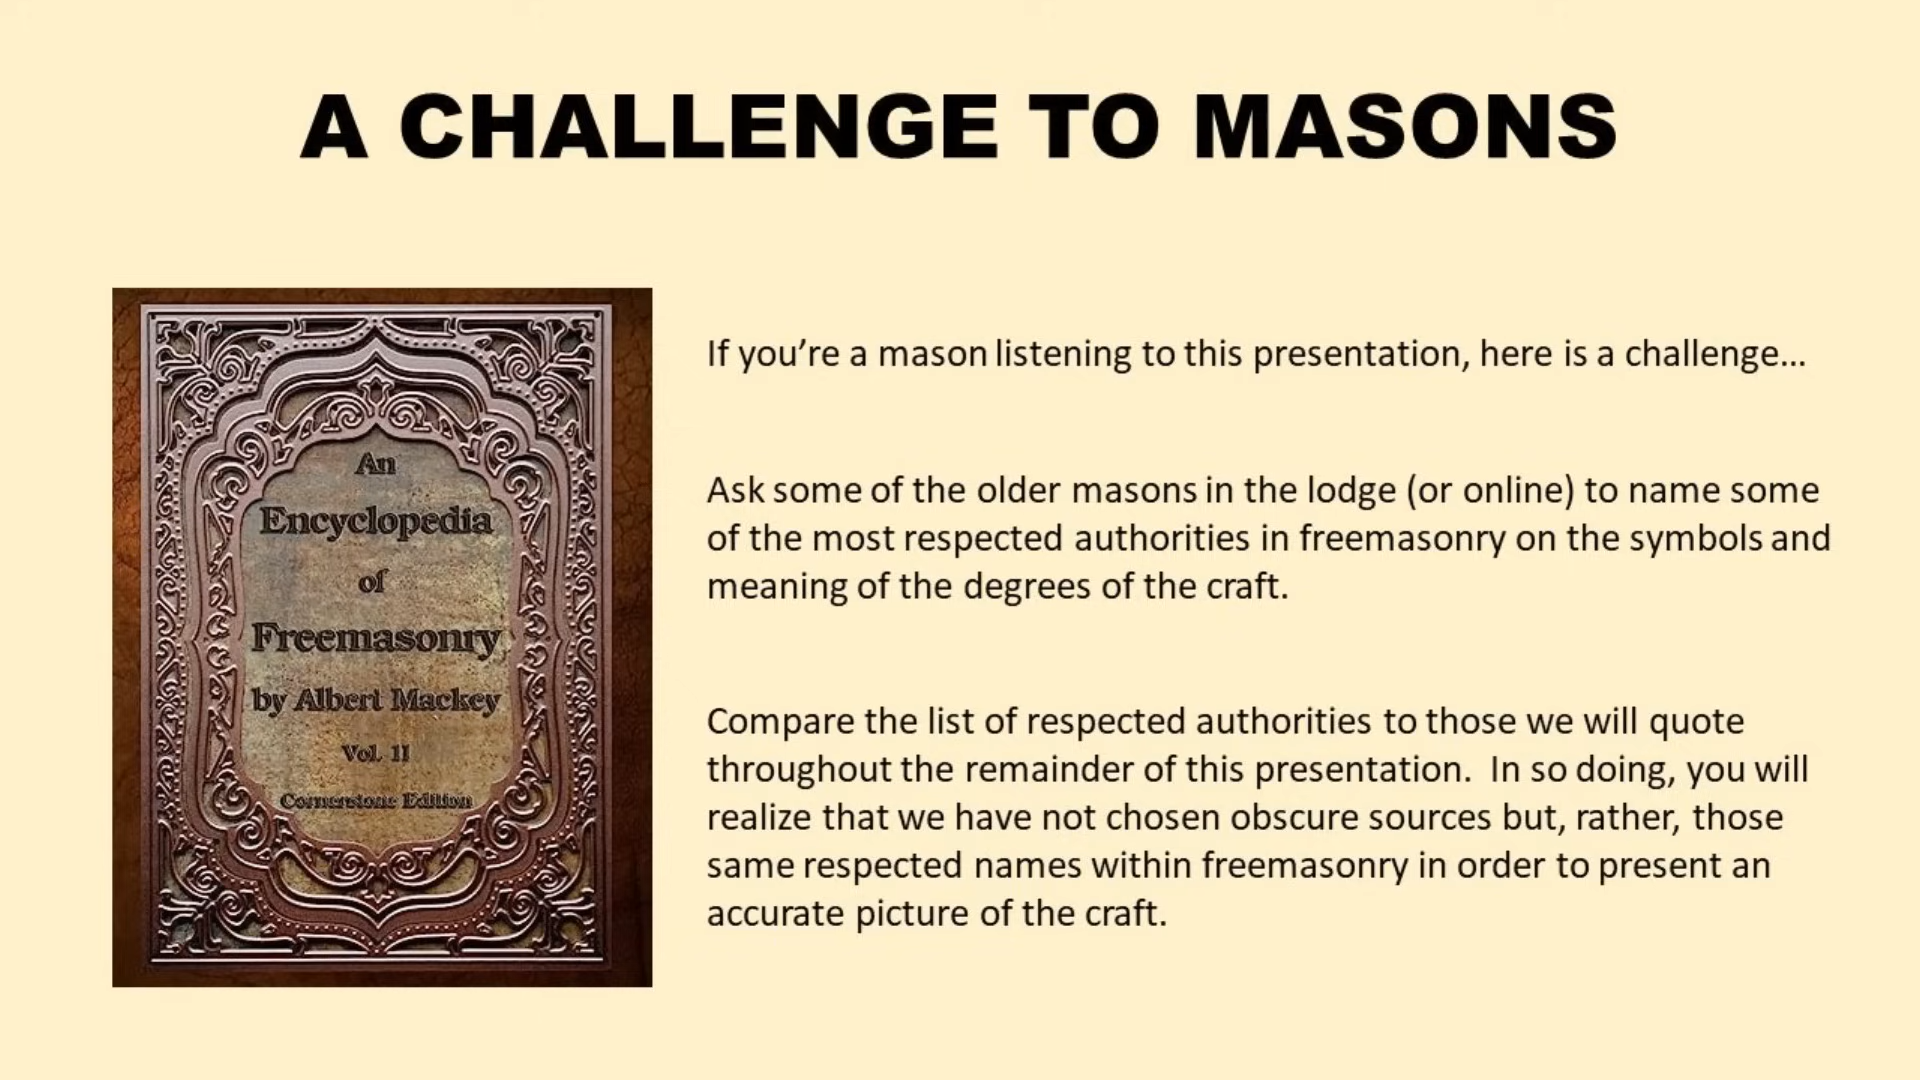 A CHALLENGE TO MASONS
An
Encyclopedia
of
Freemasonry
by Albert Mackey
Vol. II
Cornerstone Edition
If you’re a mason listening to this presentation, here is a challenge…
Ask some of the older masons in the lodge (or online) to name some
of the most respected authorities in freemasonry on the symbols and
meaning of the degrees of the craft.
Compare the list of respected authorities to those we will quote
throughout the remainder of this presentation.  In so doing, you will
realize that we have not chosen obscure sources but, rather, those
same respected names within freemasonry in order to present an
accurate picture of the craft.